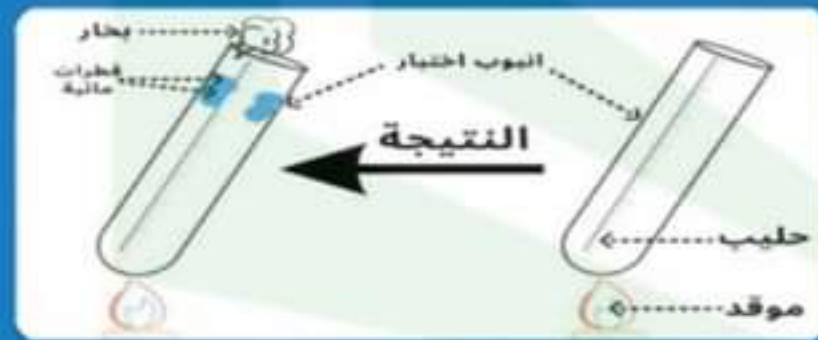 بخار
قطرات
مائية
انبوب اختبار
النتيجة
حليب
موقد